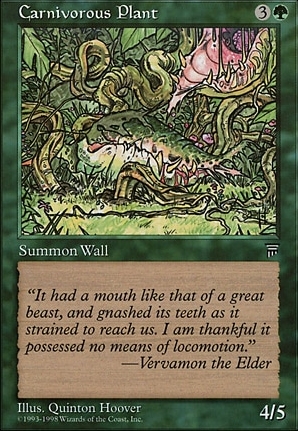 Carnivorous Plant 3
Summon Wall
“It had a mouth like that of a great
beast, and gnashed its teeth as it
strained to reach us. I am thankful it
possessed no means of locomotion.”
—Vervamon the Elder
Illus. Quinton Hoover
©1993-1998 Wizards of the Coast, Inc.
4/5